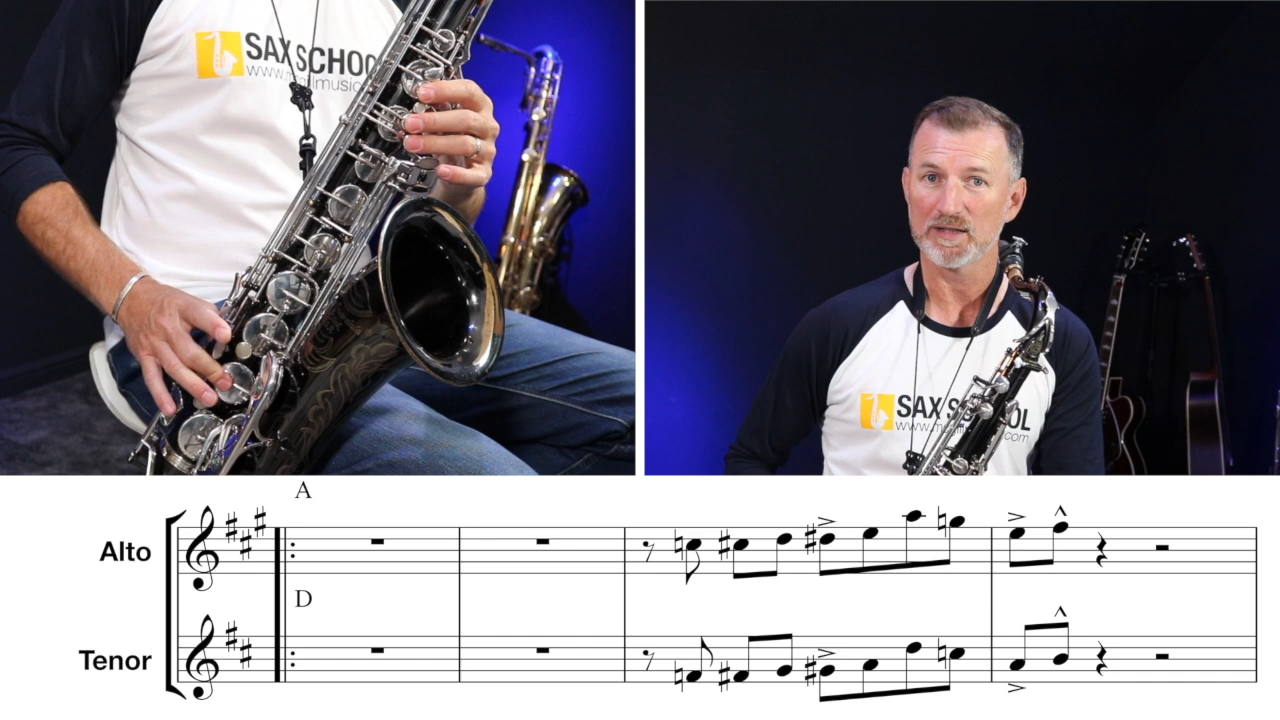 SAX SCHOOL
SAX SCHOOL
A
Alto
D
Tenor